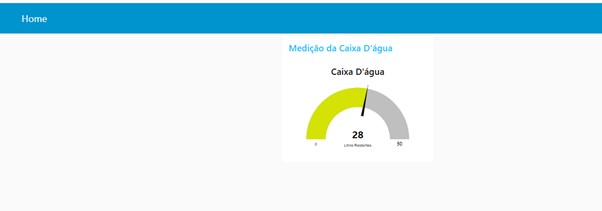 Home
Medição da Caixa D'água
Caixa D'água
28
Litros Restantes
0
50